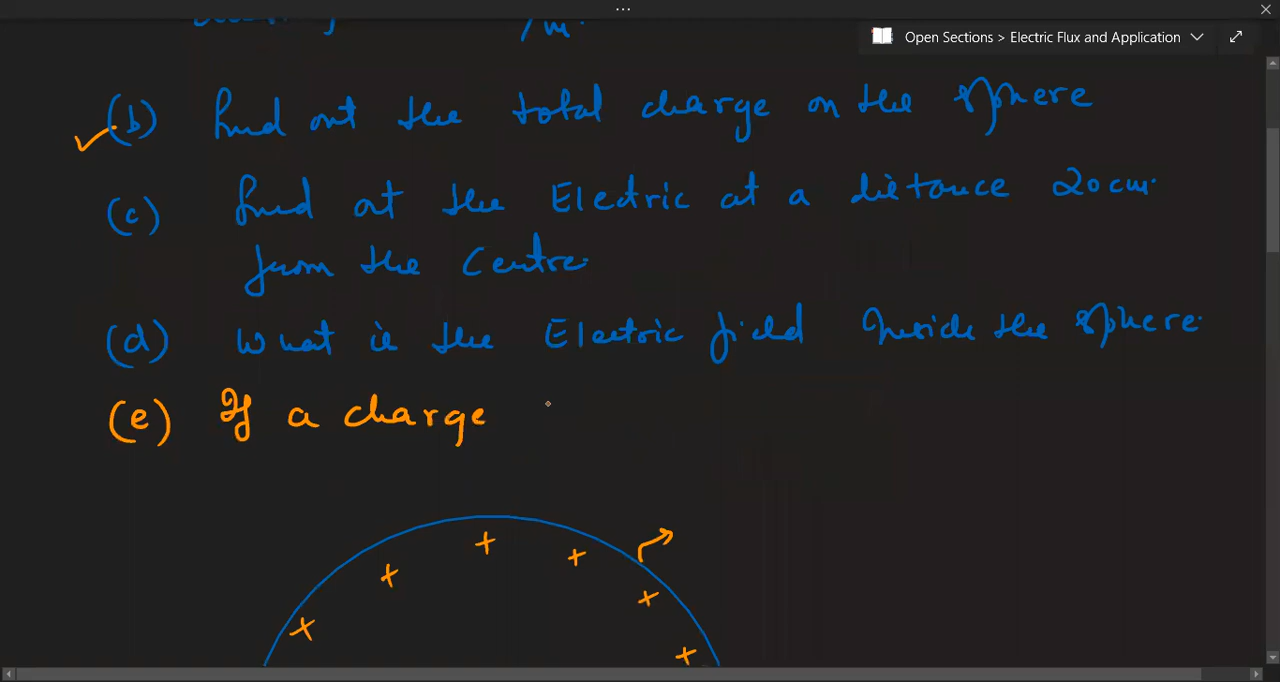 Open Sections > Electric Flux and Application
/m.
(b) find out the total charge on the sphere
(c) find out the Electric at a distance 20cm.
from the Centre.
(d) What is the Electric field inside the sphere.
(e) If a charge
+ + + + + +